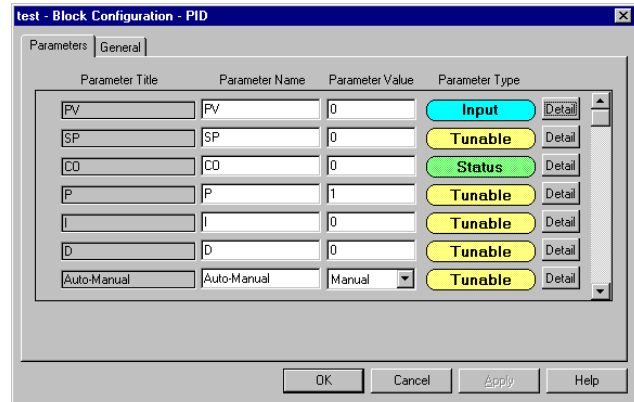 test - Block Configuration - PID
Parameters General
Parameter Title Parameter Name Parameter Value Parameter Type
PV PV 0 Input Detail
SP SP 0 Tunable Detail
CO CO 0 Status Detail
P P 1 Tunable Detail
I I 0 Tunable Detail
D D 0 Tunable Detail
Auto-Manual Auto-Manual Manual Tunable Detail
OK Cancel Apply Help